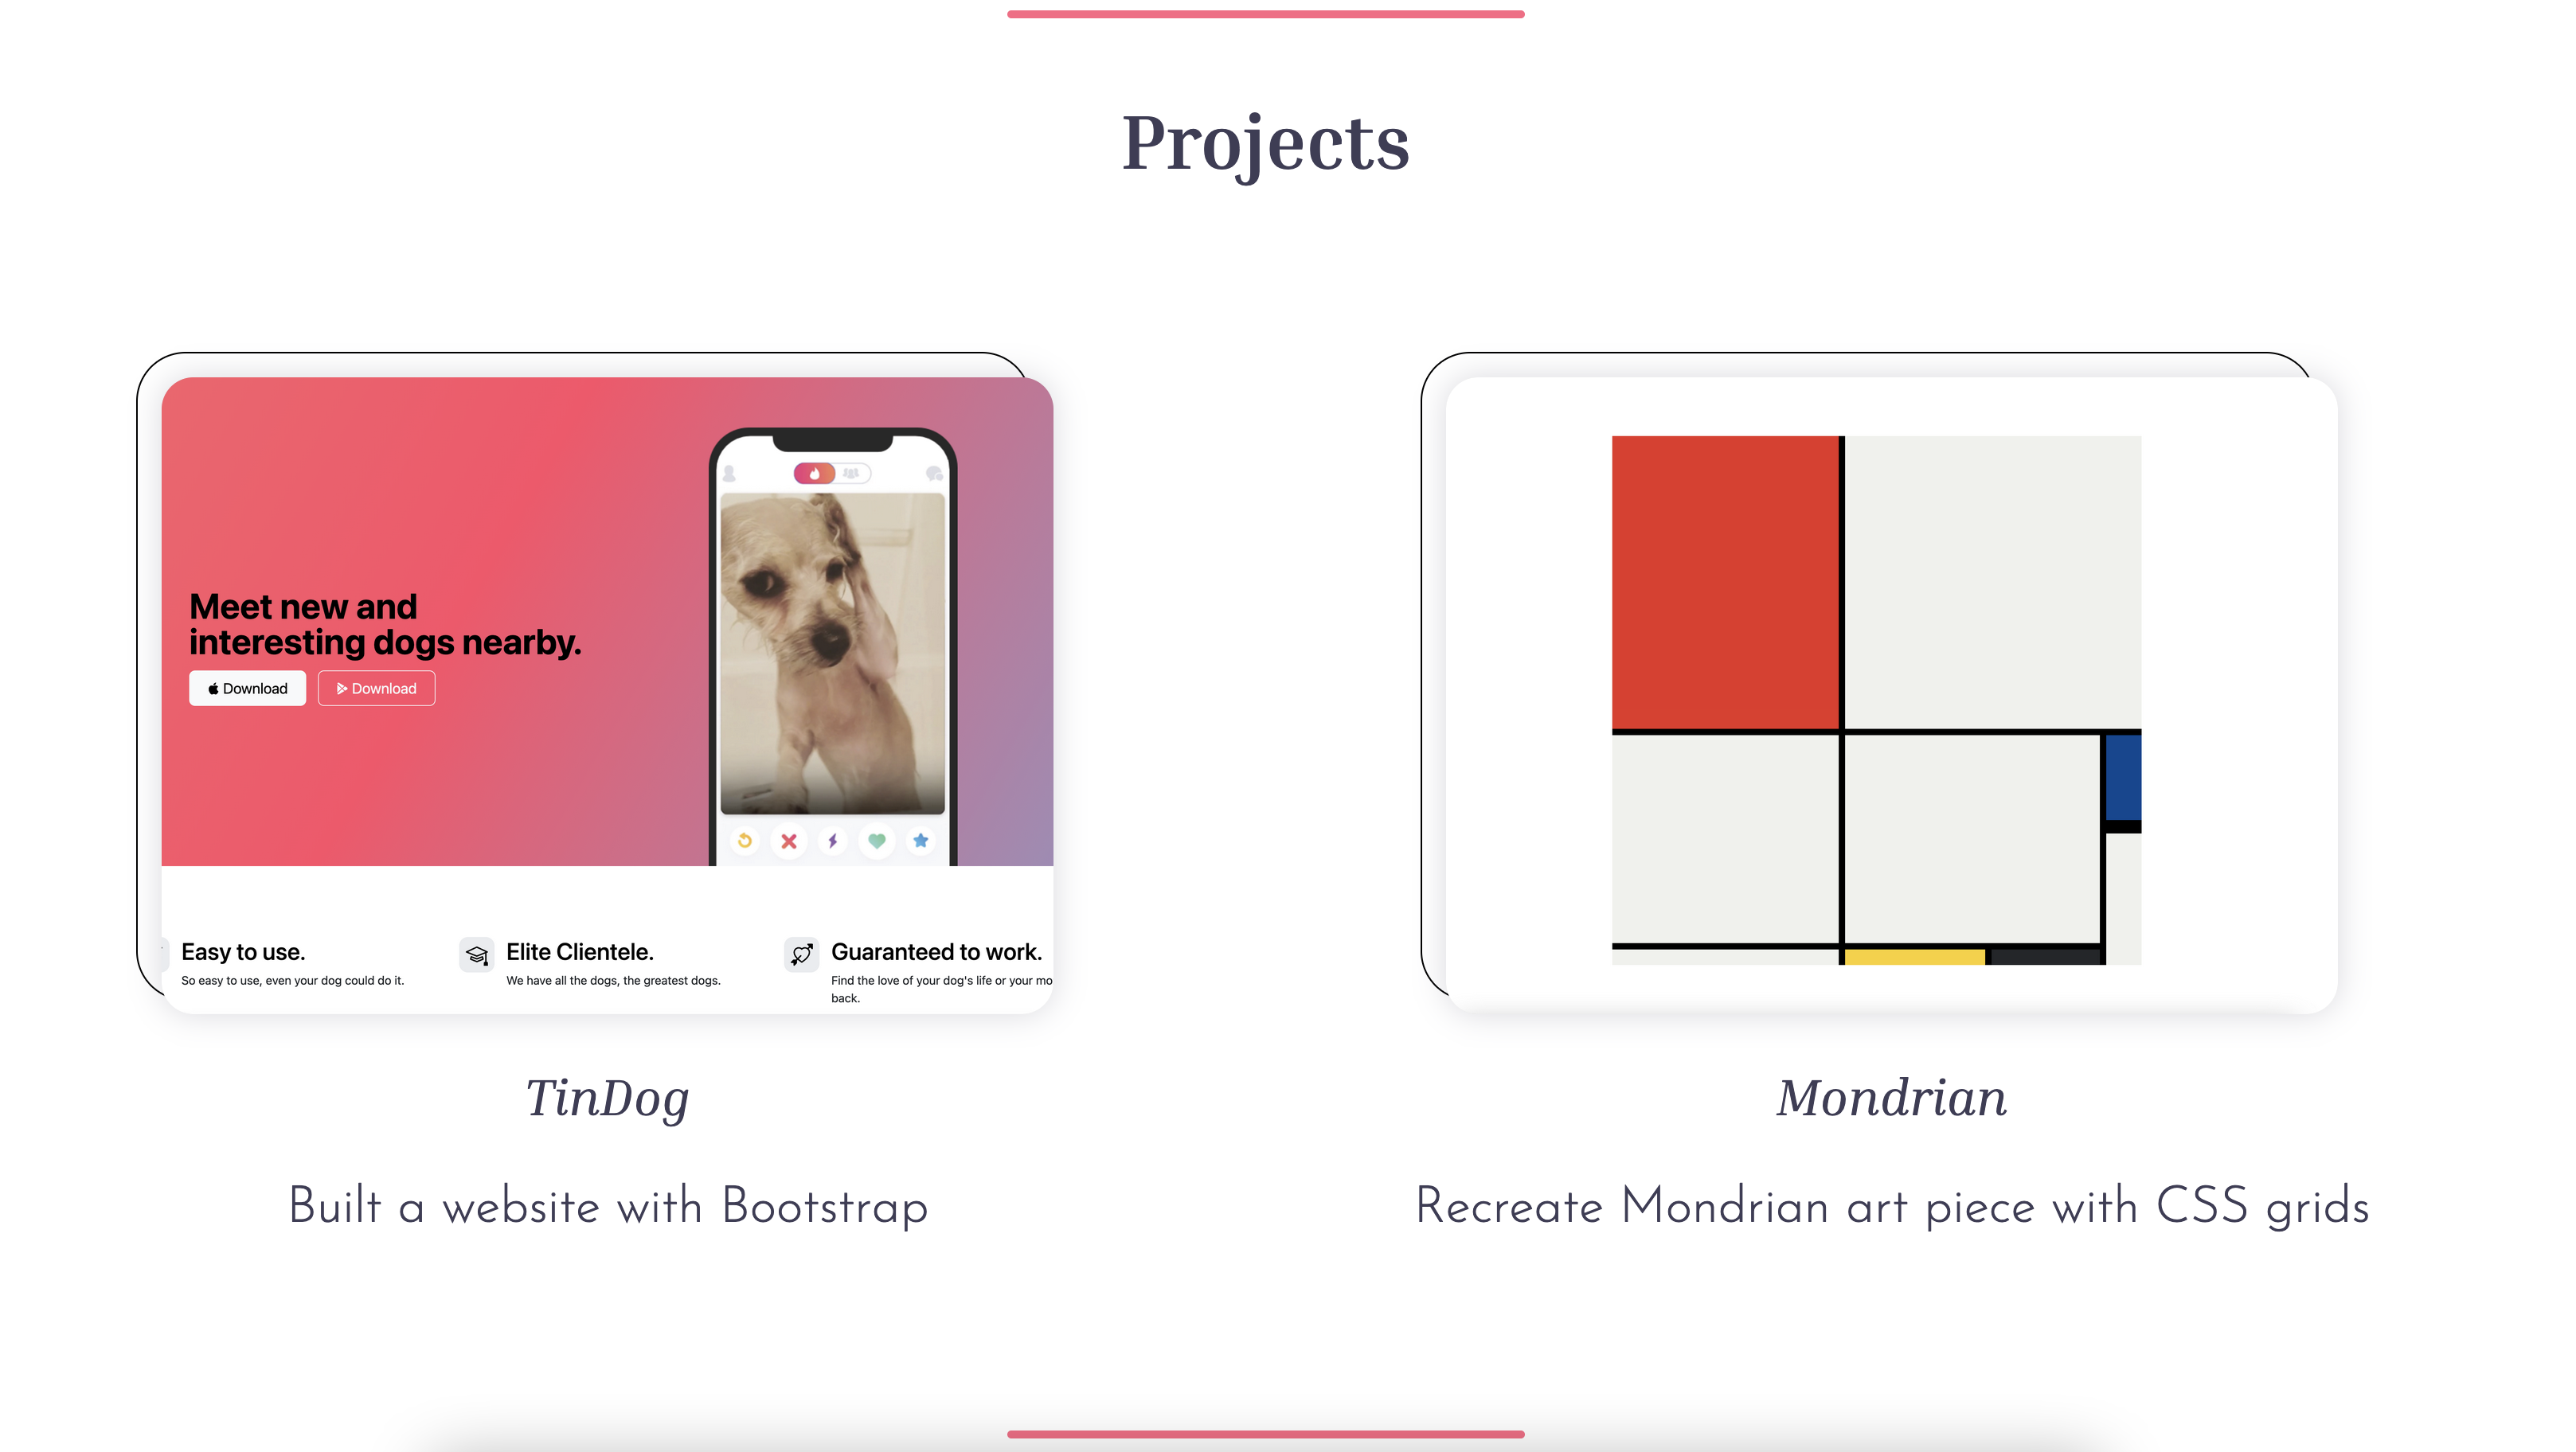 Projects
Meet new and
interesting dogs nearby.
Download
Download
Easy to use.
So easy to use, even your dog could do it.
Elite Clientele.
We have all the dogs, the greatest dogs.
Guaranteed to work.
Find the love of your dog's life or your mo
back.
TinDog
Built a website with Bootstrap
Mondrian
Recreate Mondrian art piece with CSS grids